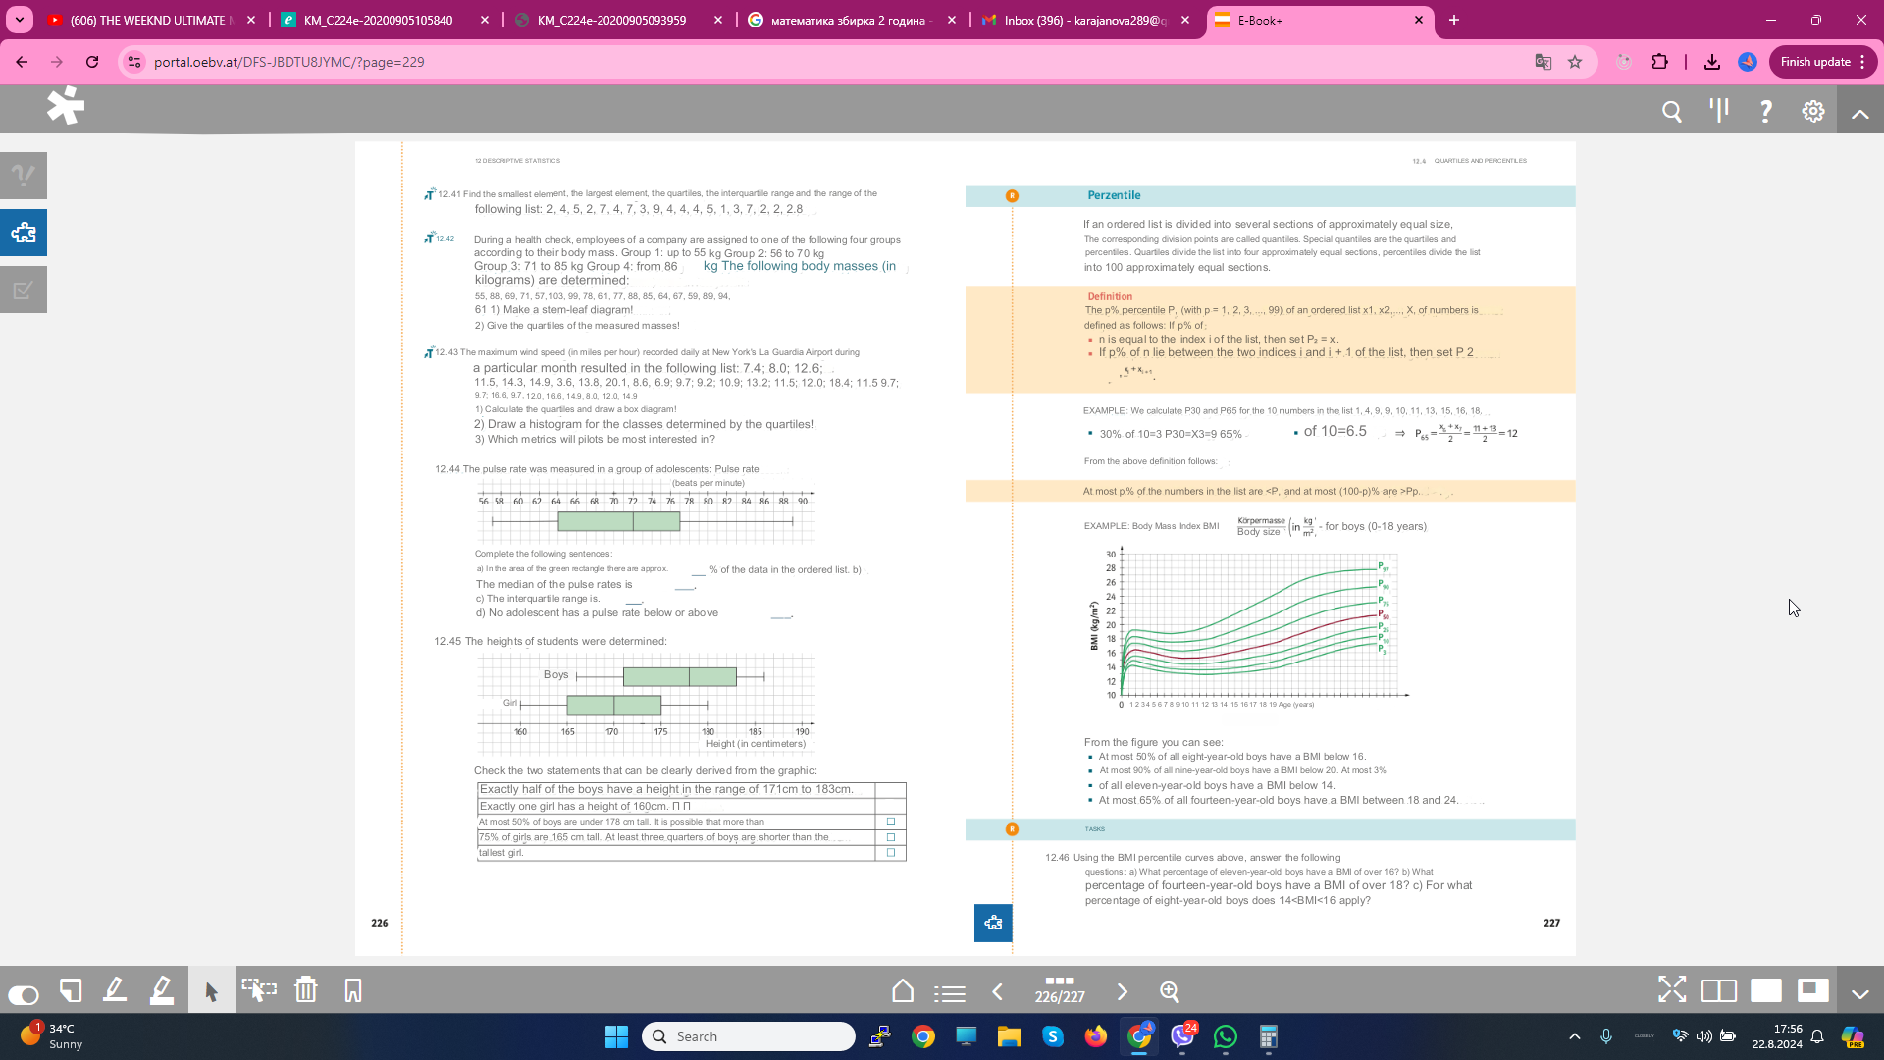 (606) THE WEEKND ULTIMATE M
KM_C224e-20200905105840
KM_C224e-20200905093959
математика збирка 2 година -
Inbox (396) - karajanova289@q
E-Book+
portal.oebv.at/DFS-JBDTU8JYMC/?page=229
Finish update
12 DESCRIPTIVE STATISTICS
12.41 Find the smallest element, the largest element, the quartiles, the interquartile range and the range of the
following list: 2, 4, 5, 2, 7, 4, 7, 3, 9, 4, 4, 4, 5, 1, 3, 7, 2, 2, 2.8
12.42 During a health check, employees of a company are assigned to one of the following four groups
according to their body mass. Group 1: up to 55 kg Group 2: 56 to 70 kg
Group 3: 71 to 85 kg Group 4: from 86 kg The following body masses (in
kilograms) are determined:
55, 88, 69, 71, 57,103, 99, 78, 61, 77, 88, 85, 64, 67, 59, 89, 94,
61 1) Make a stem-leaf diagram!
2) Give the quartiles of the measured masses!
12.43 The maximum wind speed (in miles per hour) recorded daily at New York's La Guardia Airport during
a particular month resulted in the following list: 7.4; 8.0; 12.6;
11.5, 14.3, 14.9, 3.6, 13.8, 20.1, 8.6, 6.9; 9.7; 9.2; 10.9; 13.2; 11.5; 12.0; 18.4; 11.5 9.7;
9.7; 16.6, 9.7, 12.0, 16.6, 14.9, 8.0, 12.0, 14.9
1) Calculate the quartiles and draw a box diagram!
2) Draw a histogram for the classes determined by the quartiles!
3) Which metrics will pilots be most interested in?
12.44 The pulse rate was measured in a group of adolescents: Pulse rate
(beats per minute)
56 58 60 62 64 66 68 70 72 74 76 78 80 82 84 86 88 90
Complete the following sentences:
a) In the area of the green rectangle there are approx. ___ % of the data in the ordered list. b)
The median of the pulse rates is ____.
c) The interquartile range is. ___.
d) No adolescent has a pulse rate below or above ____.
12.45 The heights of students were determined:
Boys
Girl
160 165 170 175 180 185 190
Height (in centimeters)
Check the two statements that can be clearly derived from the graphic:
Exactly half of the boys have a height in the range of 171cm to 183cm.
Exactly one girl has a height of 160cm. П П
At most 50% of boys are under 178 cm tall. It is possible that more than
75% of girls are 165 cm tall. At least three quarters of boys are shorter than the
tallest girl.
226
12.4 QUARTILES AND PERCENTILES
R
Perzentile
If an ordered list is divided into several sections of approximately equal size,
The corresponding division points are called quantiles. Special quantiles are the quartiles and
percentiles. Quartiles divide the list into four approximately equal sections, percentiles divide the list
into 100 approximately equal sections.
Definition
The p% percentile P, (with p = 1, 2, 3, ..., 99) of an ordered list x1, x2,..., X, of numbers is
defined as follows: If p% of
▪ n is equal to the index i of the list, then set P₂ = x.
▪ If p% of n lie between the two indices i and i + 1 of the list, then set P 2
xᵢ + xᵢ₊₁
EXAMPLE: We calculate P30 and P65 for the 10 numbers in the list 1, 4, 9, 9, 10, 11, 13, 15, 16, 18,
▪ 30% of 10=3 P30=X3=9 65% ▪ of 10=6.5 ⇒ P₆₅ = (x₆ + x₇)/2 = (11 + 13)/2 = 12
From the above definition follows:
At most p% of the numbers in the list are <P, and at most (100-p)% are >Pp.
EXAMPLE: Body Mass Index BMI Körpermasse/Body size (in kg/m², - for boys (0-18 years)
BMI (kg/m²)
30
28
26
24
22
20
18
16
14
12
10
P₉₇
P₉₀
P₇₅
P₅₀
P₂₅
P₁₀
P₃
0 1 2 3 4 5 6 7 8 9 10 11 12 13 14 15 16 17 18 19 Age (years)
From the figure you can see:
▪ At most 50% of all eight-year-old boys have a BMI below 16.
▪ At most 90% of all nine-year-old boys have a BMI below 20. At most 3%
▪ of all eleven-year-old boys have a BMI below 14.
▪ At most 65% of all fourteen-year-old boys have a BMI between 18 and 24.
R
TASKS
12.46 Using the BMI percentile curves above, answer the following
questions: a) What percentage of eleven-year-old boys have a BMI of over 16? b) What
percentage of fourteen-year-old boys have a BMI of over 18? c) For what
percentage of eight-year-old boys does 14<BMI<16 apply?
227
226/227
1
34°C
Sunny
Search
24
17:56
22.8.2024
PRE